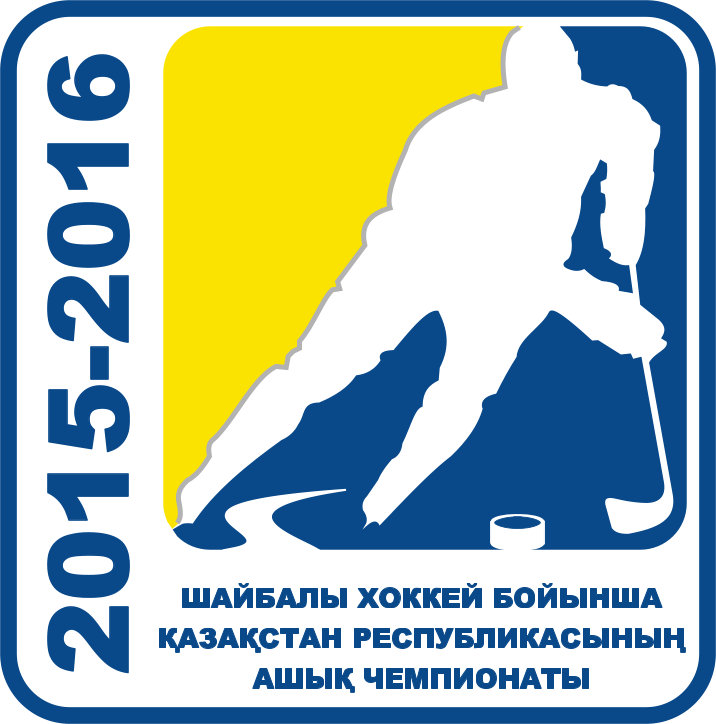 2015-2016
ШАЙБАЛЫ ХОККЕЙ БОЙЫНША
ҚАЗАҚСТАН РЕСПУБЛИКАСЫНЫҢ
АШЫҚ ЧЕМПИОНАТЫ